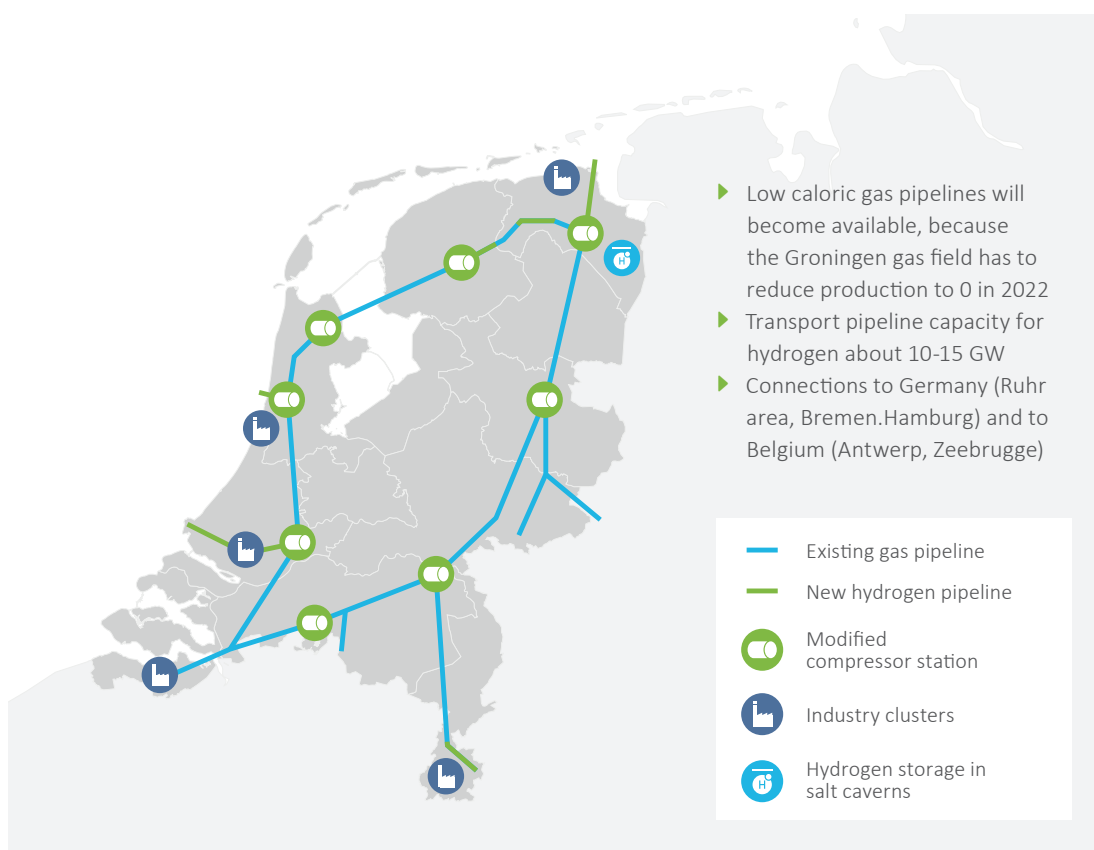 Low caloric gas pipelines will
become available, because
the Groningen gas field has to
reduce production to 0 in 2022
Transport pipeline capacity for
hydrogen about 10-15 GW
Connections to Germany (Ruhr
area, Bremen.Hamburg) and to
Belgium (Antwerp, Zeebrugge)
Existing gas pipeline
New hydrogen pipeline
Modified
compressor station
Industry clusters
Hydrogen storage in
salt caverns
H
H